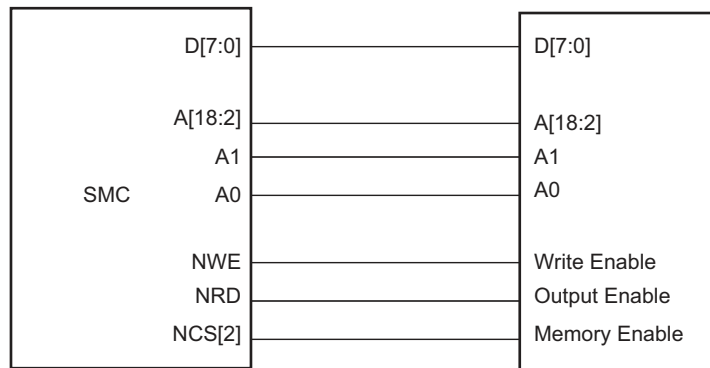 D[7:0] D[7:0]
A[18:2] A[18:2]
A1 A1
SMC A0 A0
NWE Write Enable
NRD Output Enable
NCS[2] Memory Enable